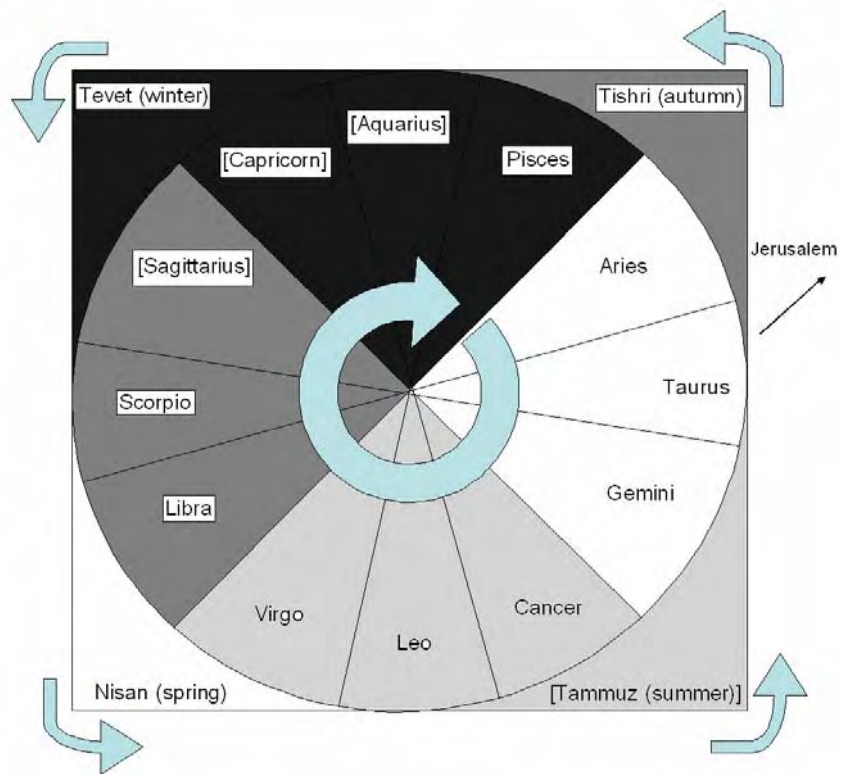 Tevet (winter)
Tishri (autumn)
[Aquarius]
[Capricorn]
Pisces
[Sagittarius]
Aries
Jerusalem
Scorpio
Taurus
Libra
Gemini
Virgo
Leo
Cancer
Nisan (spring)
[Tammuz (summer)]